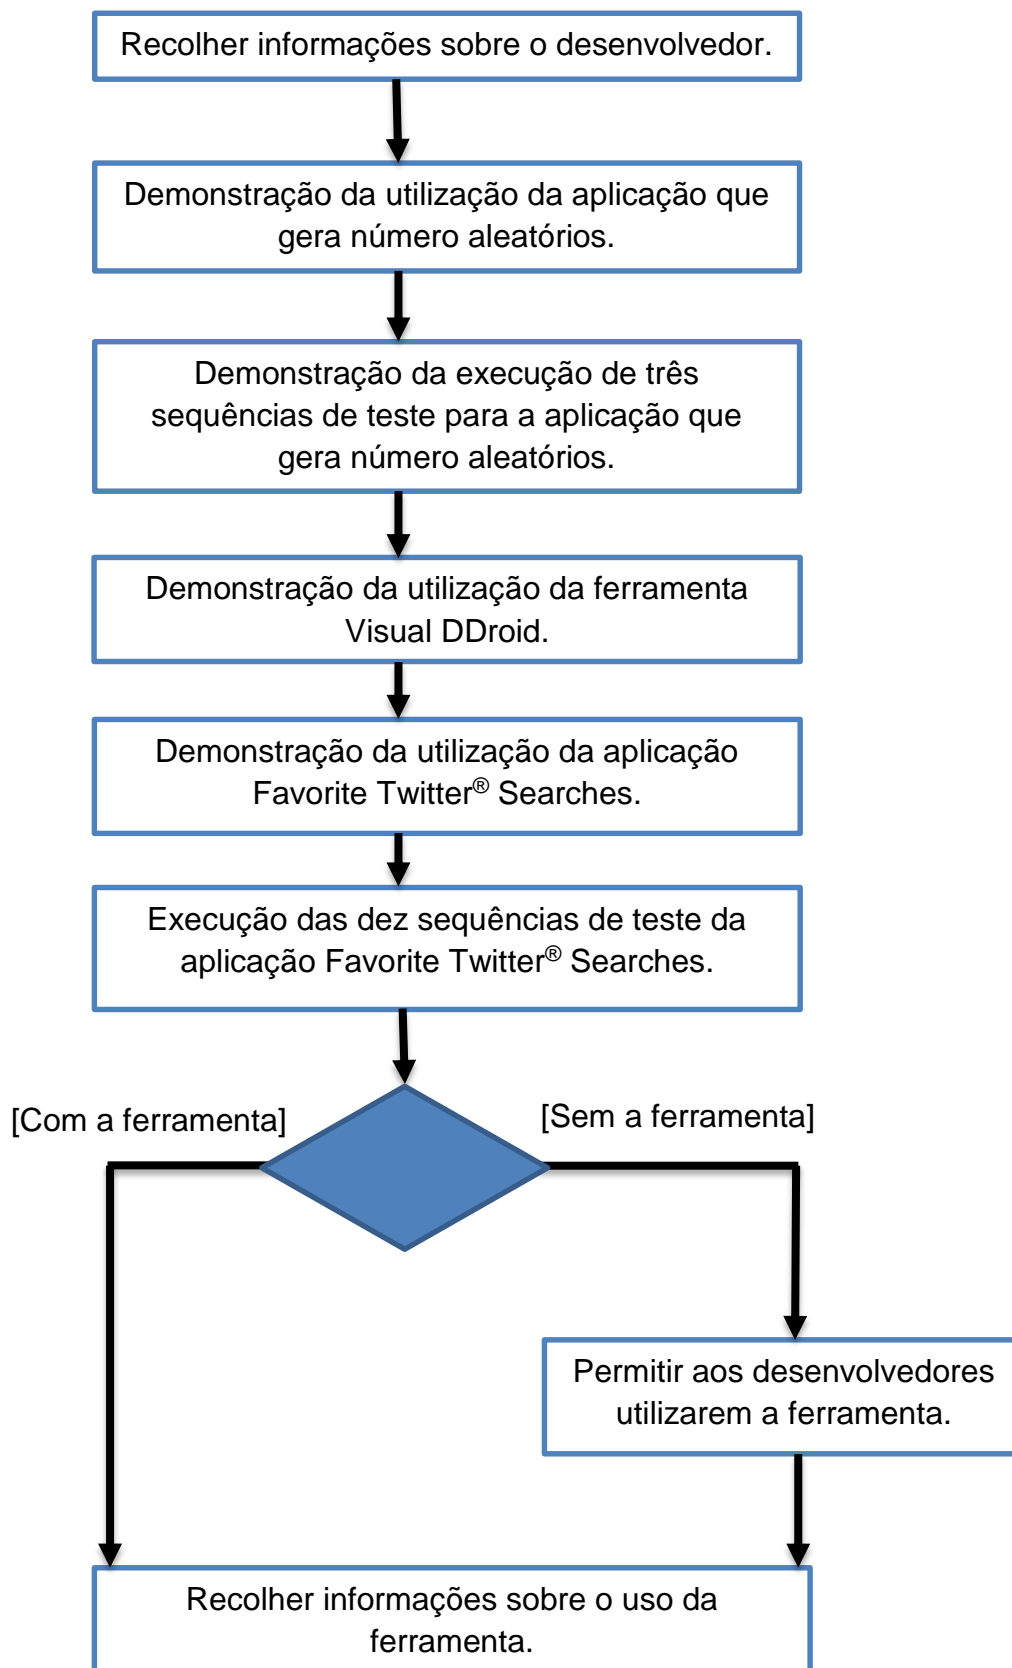 Recolher informações sobre o desenvolvedor.
Demonstração da utilização da aplicação que
gera número aleatórios.
Demonstração da execução de três
sequências de teste para a aplicação que
gera número aleatórios.
Demonstração da utilização da ferramenta
Visual DDroid.
Demonstração da utilização da aplicação
Favorite Twitter® Searches.
Execução das dez sequências de teste da
aplicação Favorite Twitter® Searches.
[Com a ferramenta]
[Sem a ferramenta]
Permitir aos desenvolvedores
utilizarem a ferramenta.
Recolher informações sobre o uso da
ferramenta.